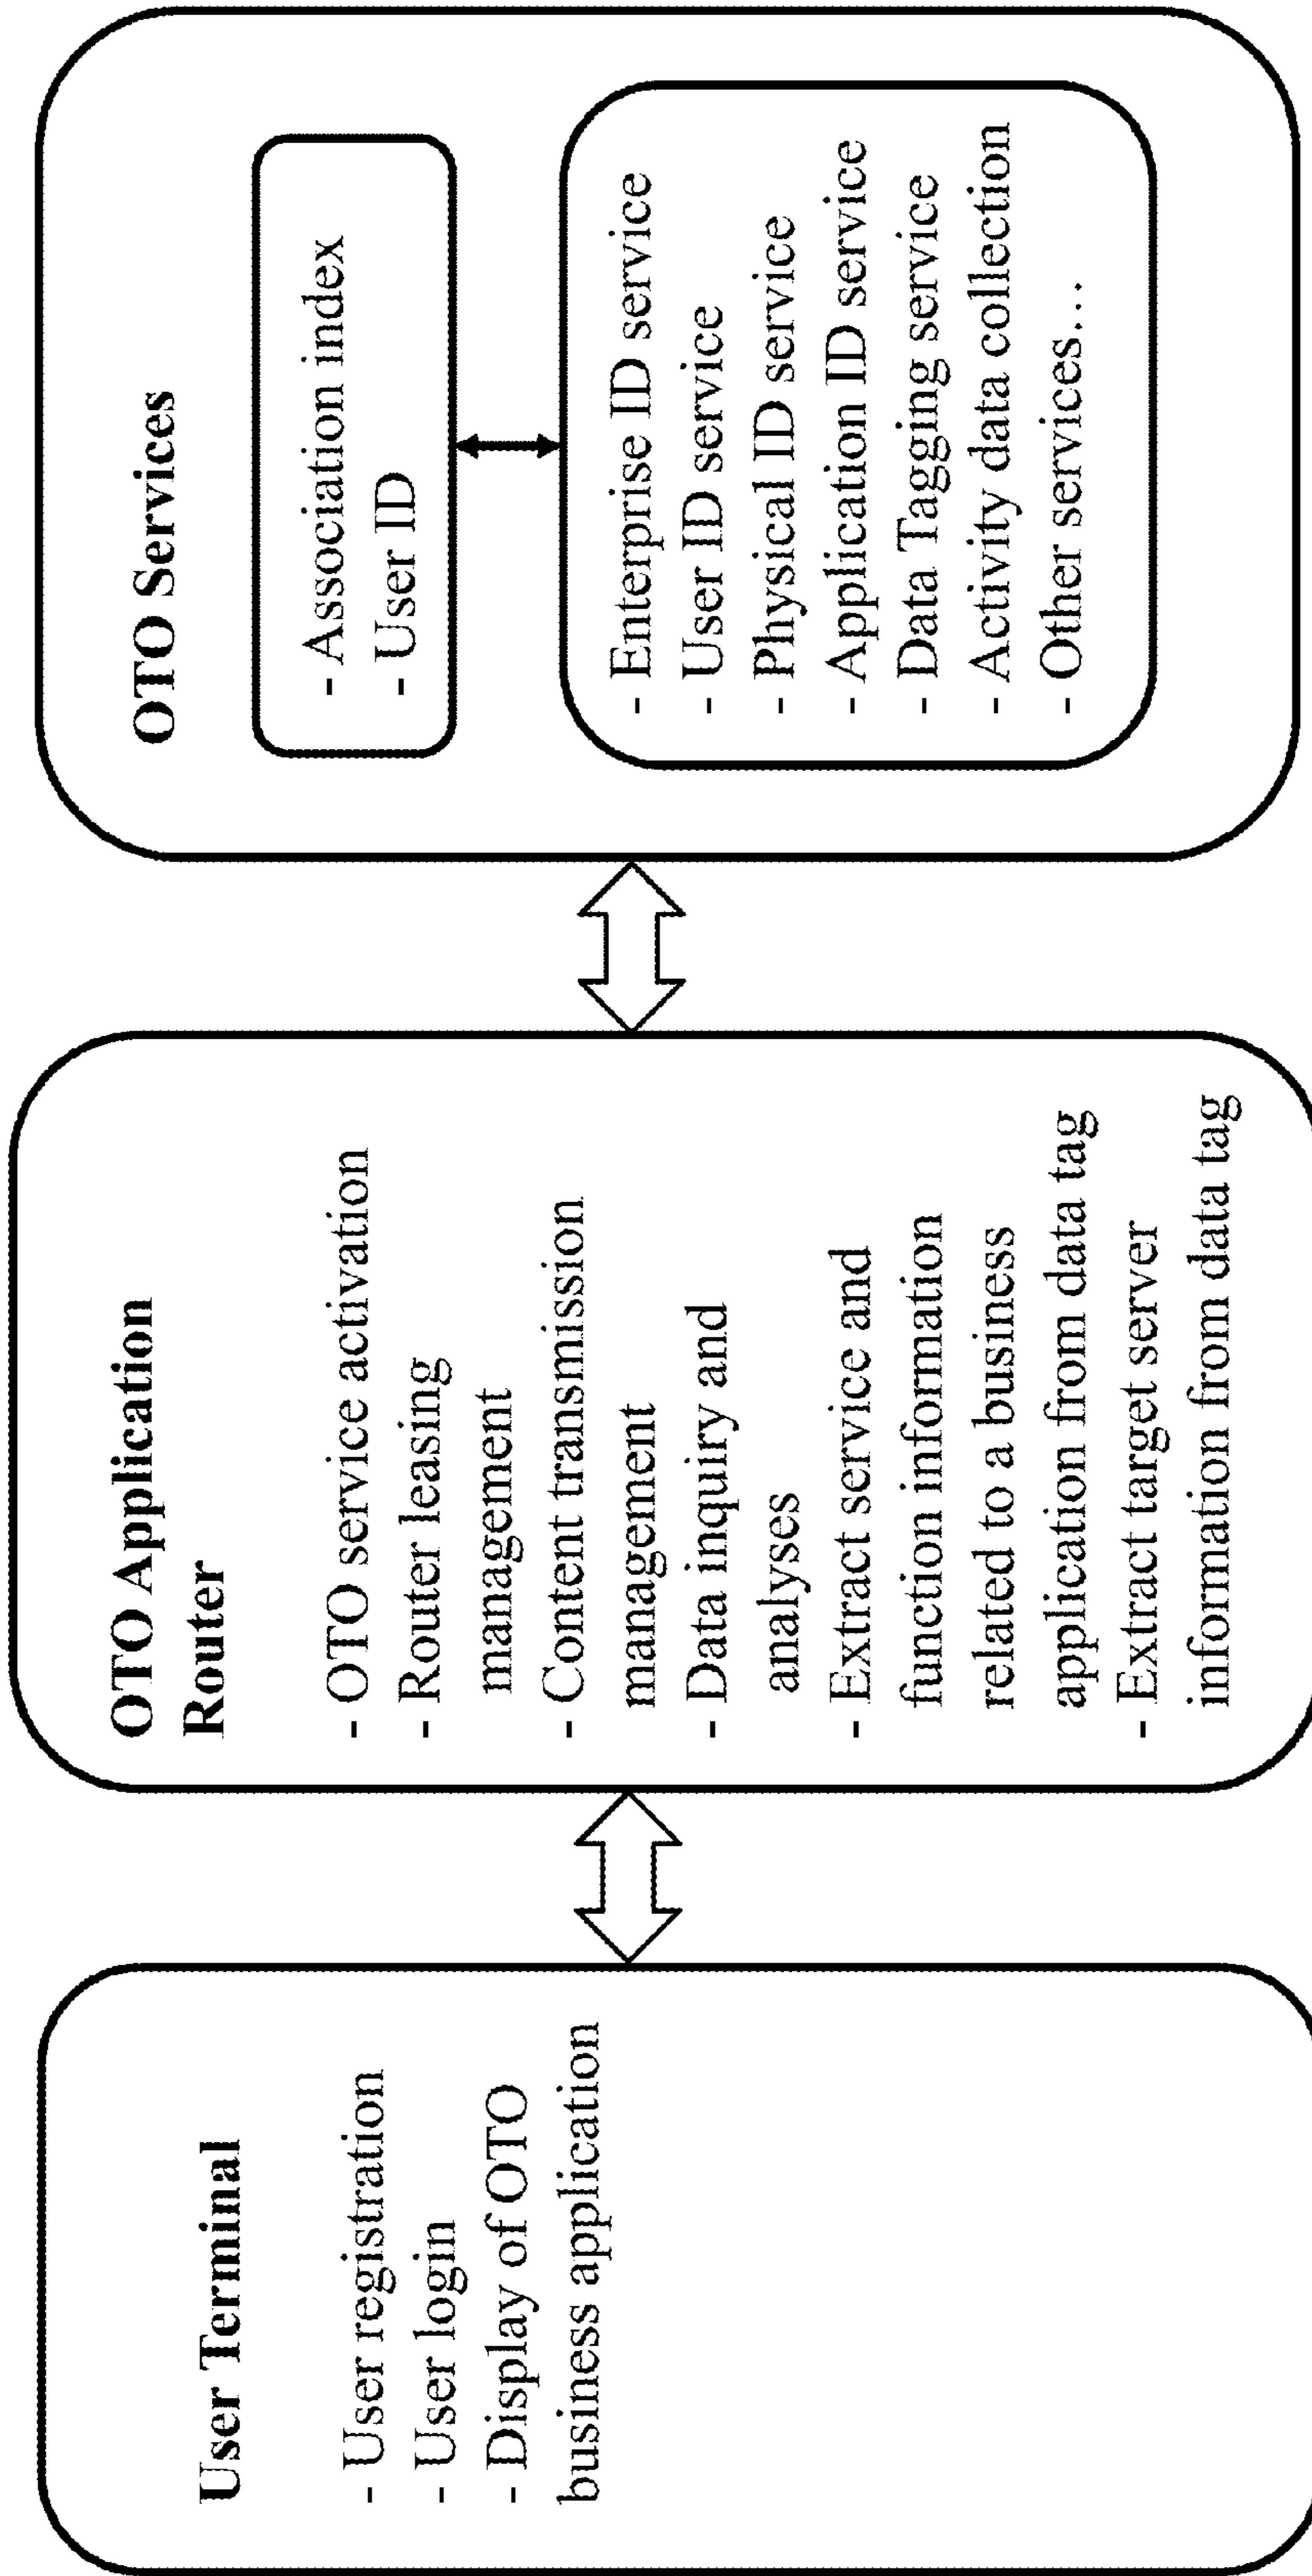 User Terminal
- User registration
- User login
- Display of OTO
business application
OTO Application
Router
- OTO service activation
- Router leasing
management
- Content transmission
management
- Data inquiry and
analyses
- Extract service and
function information
related to a business
application from data tag
- Extract target server
information from data tag
OTO Services
- Association index
- User ID
- Enterprise ID service
- User ID service
- Physical ID service
- Application ID service
- Data Tagging service
- Activity data collection
- Other services...